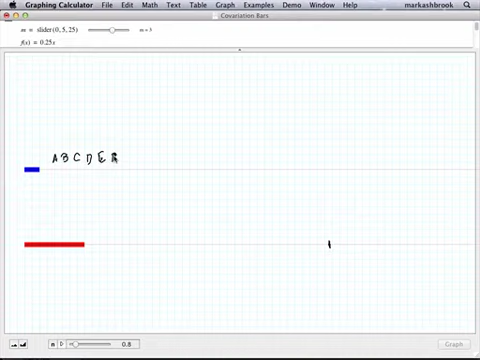 Graphing Calculator File Edit Math Text Table Graph Examples Demo Window Help markashbrook
Covariation Bars
m = slider(0, 5, 25) m = 3
f(x) = 0.25x
A B C D E
n D 0.8 Graph